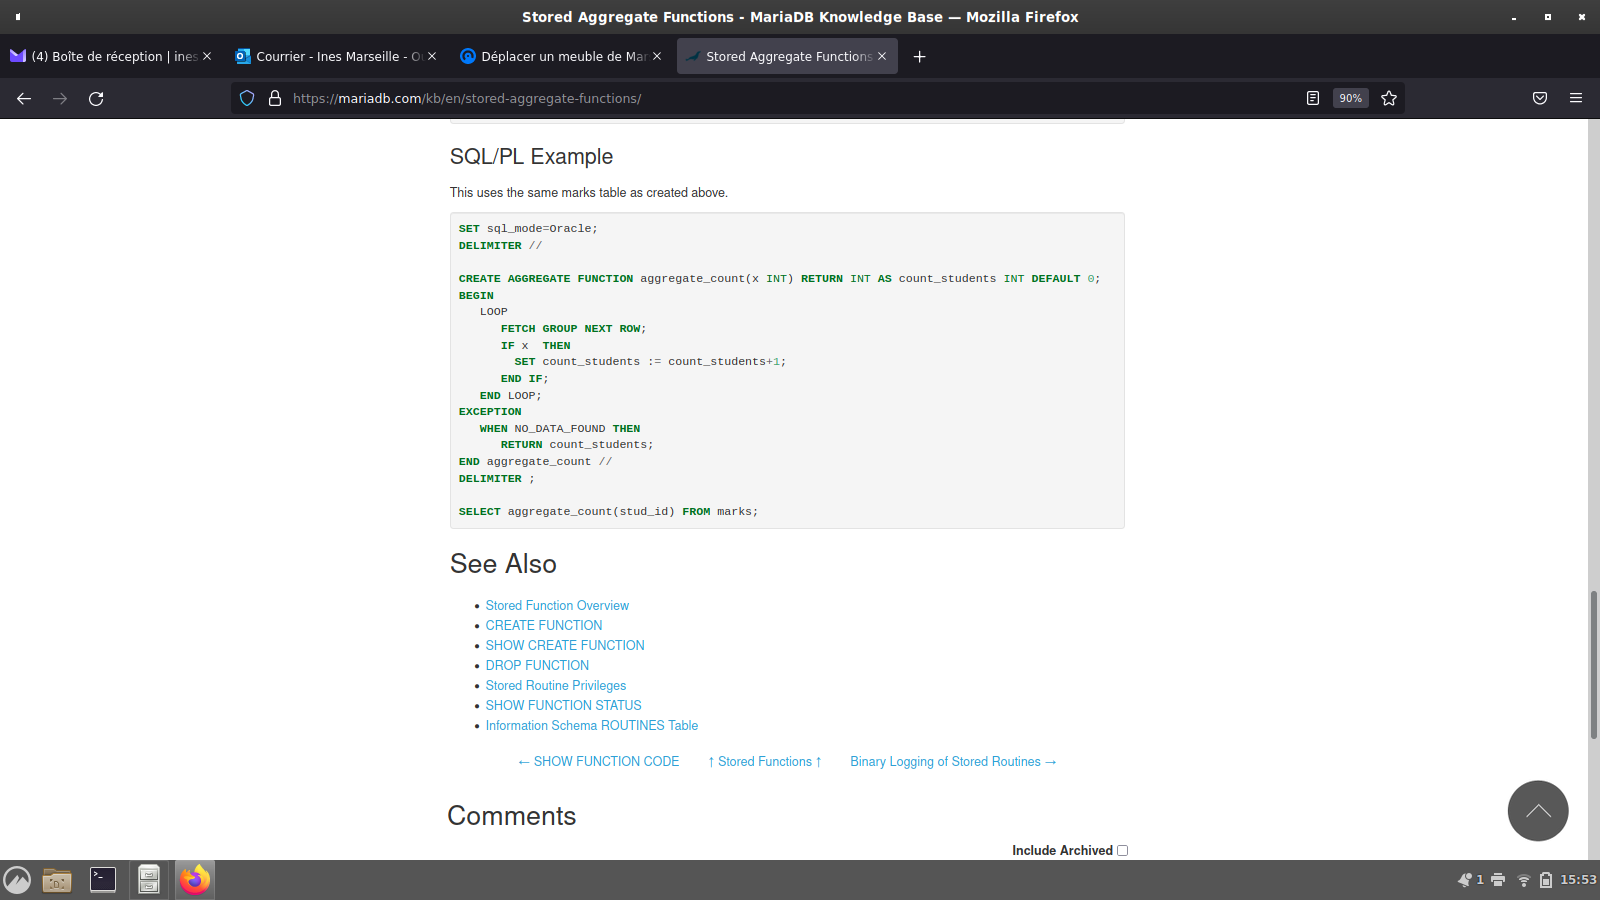 Stored Aggregate Functions - MariaDB Knowledge Base — Mozilla Firefox
(4) Boîte de réception | ines
Courrier - Ines Marseille - O
Déplacer un meuble de Mar
Stored Aggregate Functions
https://mariadb.com/kb/en/stored-aggregate-functions/
90%
SQL/PL Example
This uses the same marks table as created above.
SET sql_mode=Oracle;
DELIMITER //
CREATE AGGREGATE FUNCTION aggregate_count(x INT) RETURN INT AS count_students INT DEFAULT 0;
BEGIN
LOOP
FETCH GROUP NEXT ROW;
IF x  THEN
SET count_students := count_students+1;
END IF;
END LOOP;
EXCEPTION
WHEN NO_DATA_FOUND THEN
RETURN count_students;
END aggregate_count //
DELIMITER ;
SELECT aggregate_count(stud_id) FROM marks;
See Also
• Stored Function Overview
• CREATE FUNCTION
• SHOW CREATE FUNCTION
• DROP FUNCTION
• Stored Routine Privileges
• SHOW FUNCTION STATUS
• Information Schema ROUTINES Table
← SHOW FUNCTION CODE
↑ Stored Functions ↑
Binary Logging of Stored Routines →
Comments
Include Archived
1
15:53